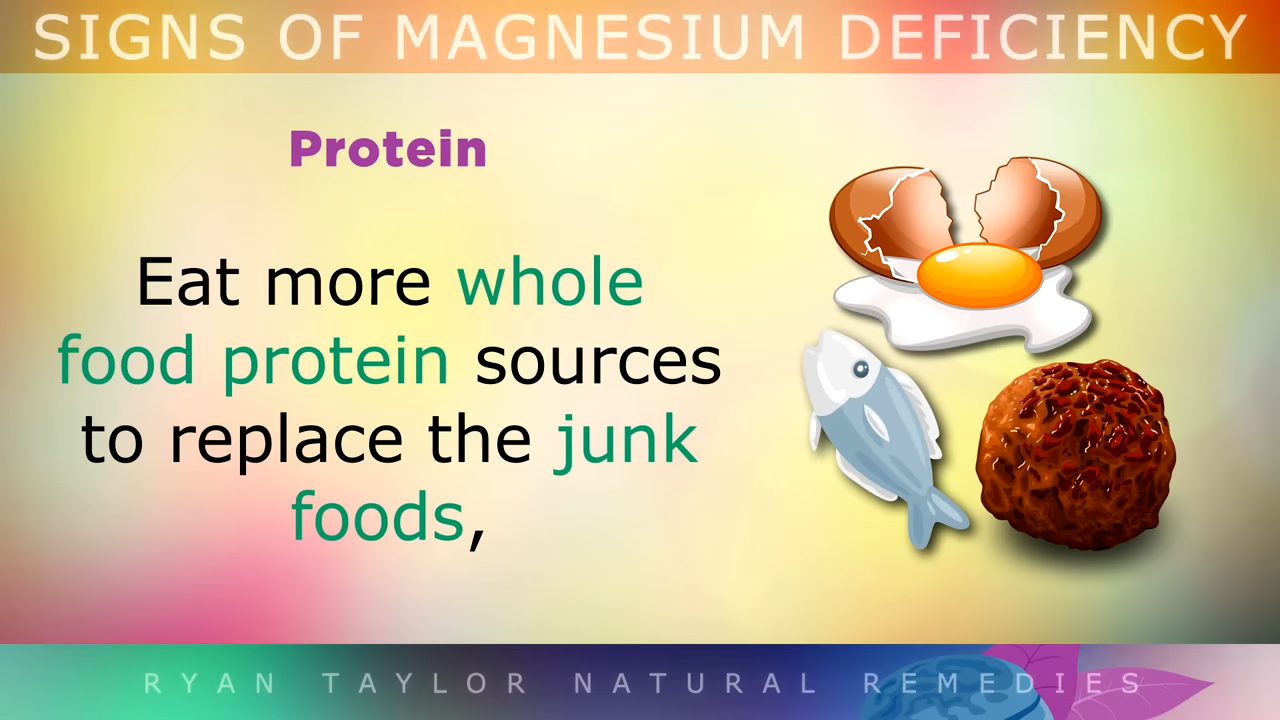 SIGNS OF MAGNESIUM DEFICIENCY
Protein
Eat more whole
food protein sources
to replace the junk
foods,
RYAN TAYLOR NATURAL REMEDIES